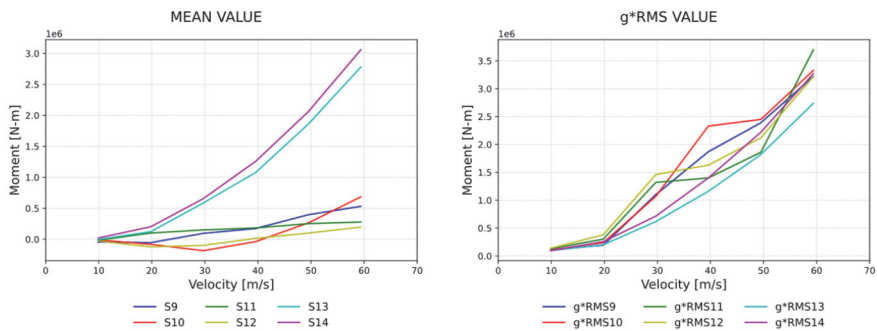 MEAN VALUE
1e6
3.0
2.5
2.0
1.5
1.0
0.5
0.0
Moment [N-m]
0 10 20 30 40 50 60 70
Velocity [m/s]
S9 S11 S13
S10 S12 S14
g*RMS VALUE
1e6
3.5
3.0
2.5
2.0
1.5
1.0
0.5
0.0
Moment [N-m]
0 10 20 30 40 50 60 70
Velocity [m/s]
g*RMS9 g*RMS11 g*RMS13
g*RMS10 g*RMS12 g*RMS14